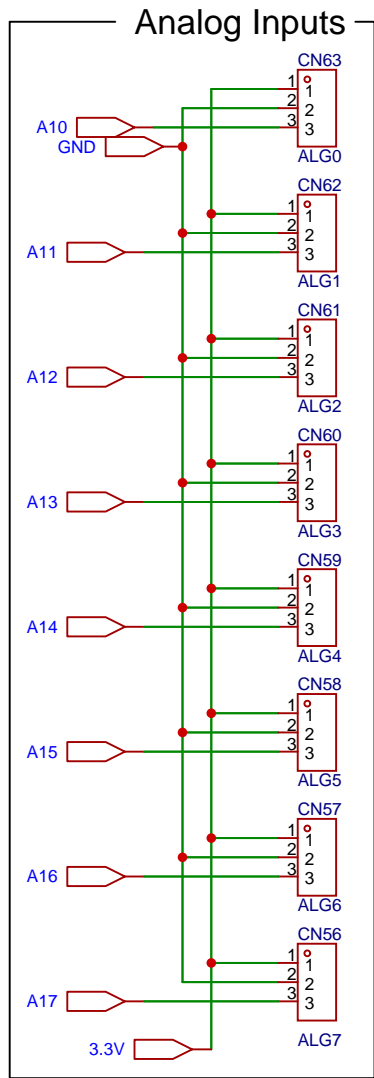 Analog Inputs
CN63
1 1
2 2
A10 3 3
GND
ALG0
CN62
1 1
2 2
A11 3 3
ALG1
CN61
1 1
2 2
A12 3 3
ALG2
CN60
1 1
2 2
A13 3 3
ALG3
CN59
1 1
2 2
A14 3 3
ALG4
CN58
1 1
2 2
A15 3 3
ALG5
CN57
1 1
2 2
A16 3 3
ALG6
CN56
1 1
2 2
A17 3 3
ALG7
3.3V